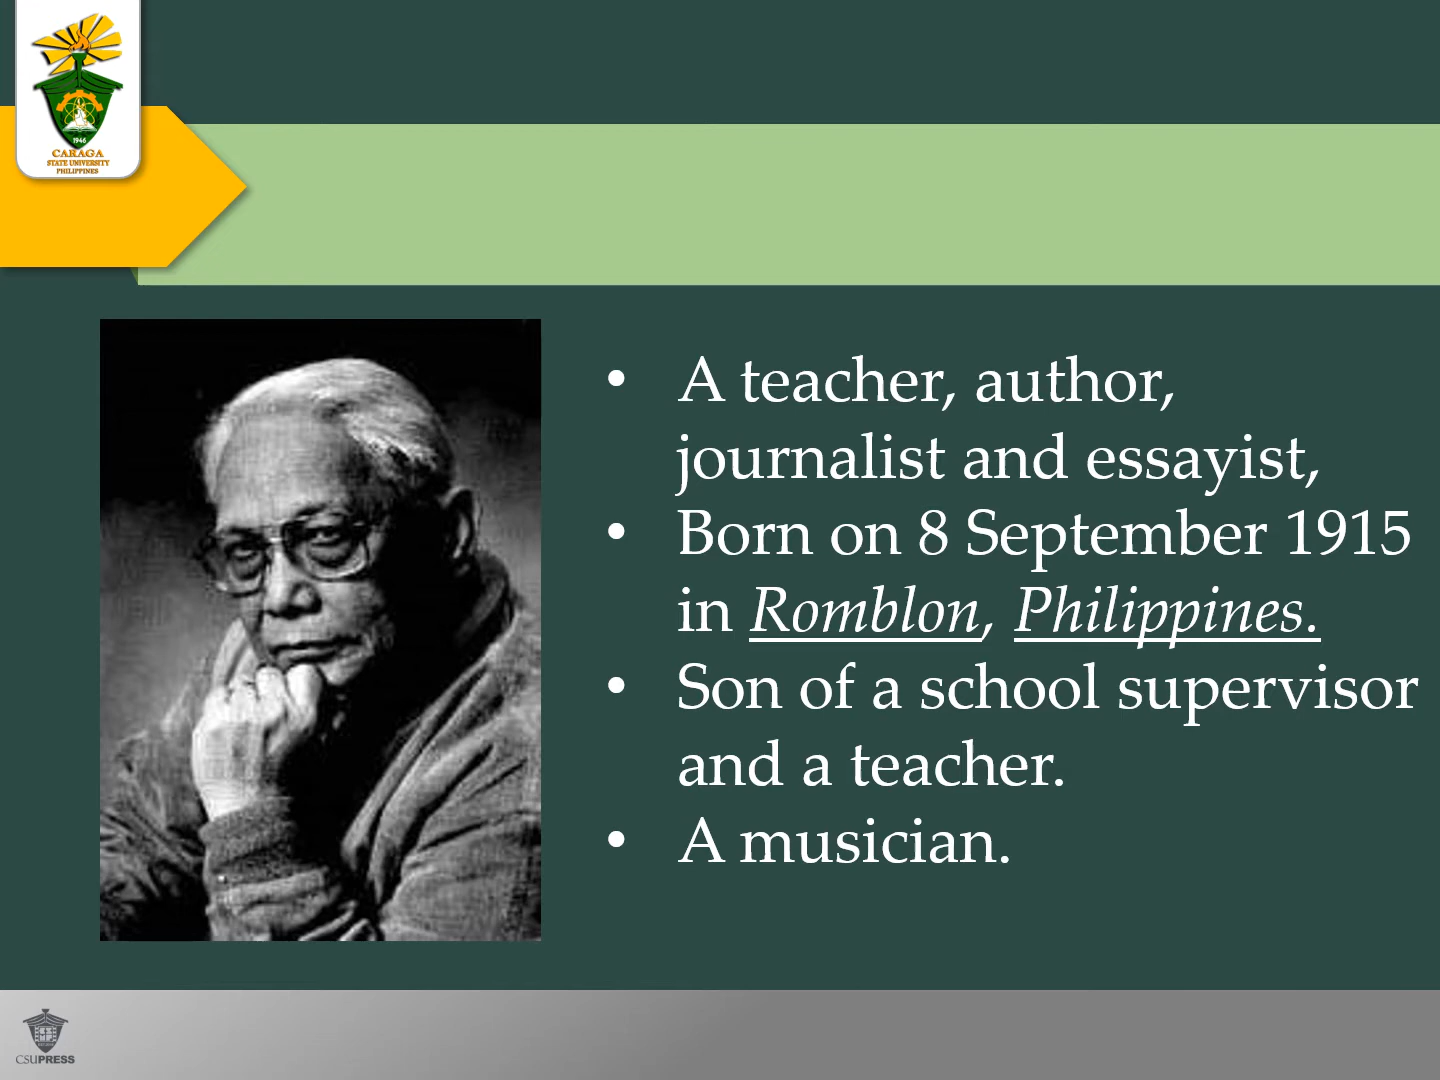 1946
CARAGA
STATE UNIVERSITY
PHILIPPINES
• A teacher, author,
journalist and essayist,
• Born on 8 September 1915
in Romblon, Philippines.
• Son of a school supervisor
and a teacher.
• A musician.
CSUPRESS